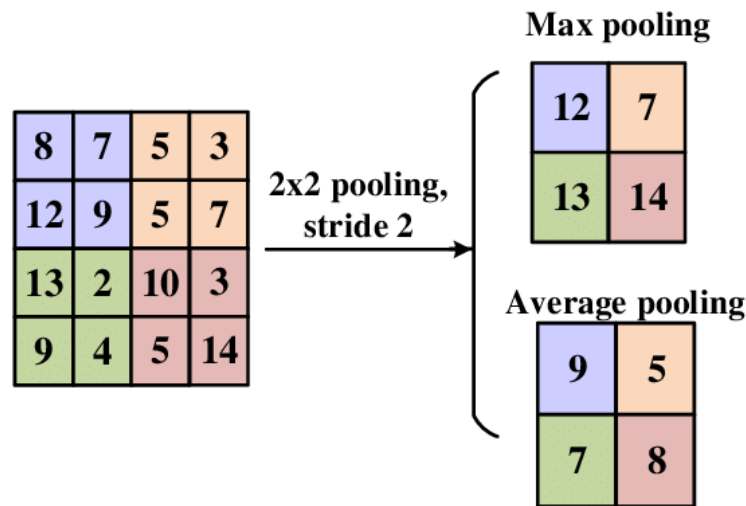 8 7 5 3
12 9 5 7
13 2 10 3
9 4 5 14
2x2 pooling,
stride 2
Max pooling
12 7
13 14
Average pooling
9 5
7 8